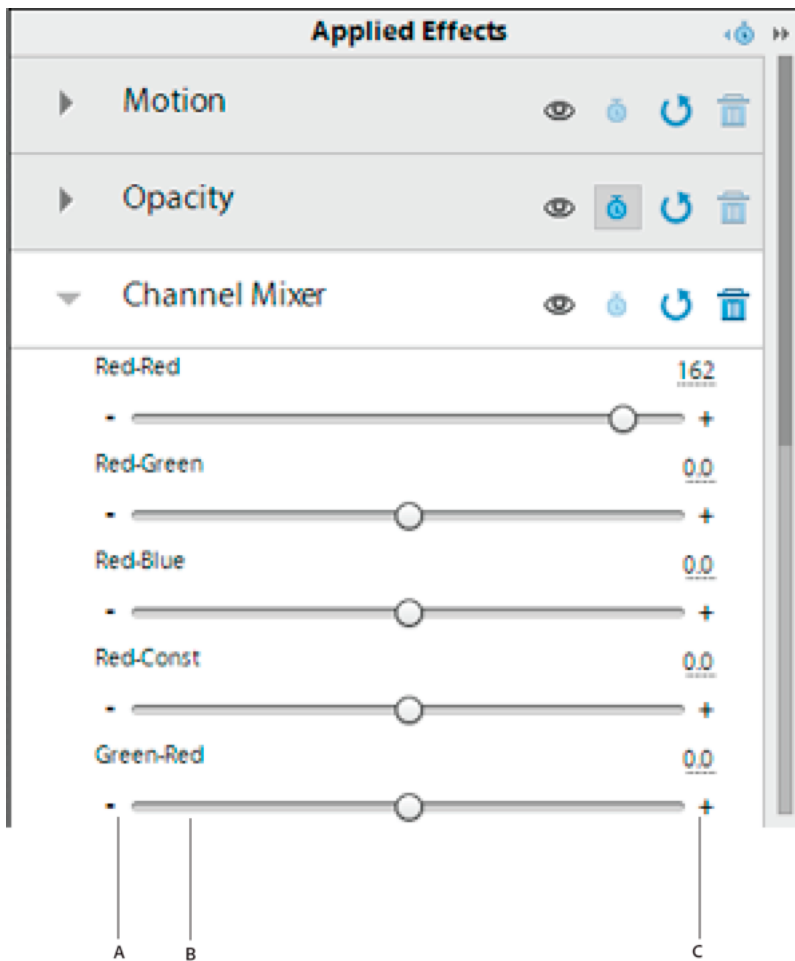 Applied Effects
Motion
Opacity
Channel Mixer
Red-Red 162
- +
Red-Green 0.0
- +
Red-Blue 0.0
- +
Red-Const 0.0
- +
Green-Red 0.0
- +
A B C